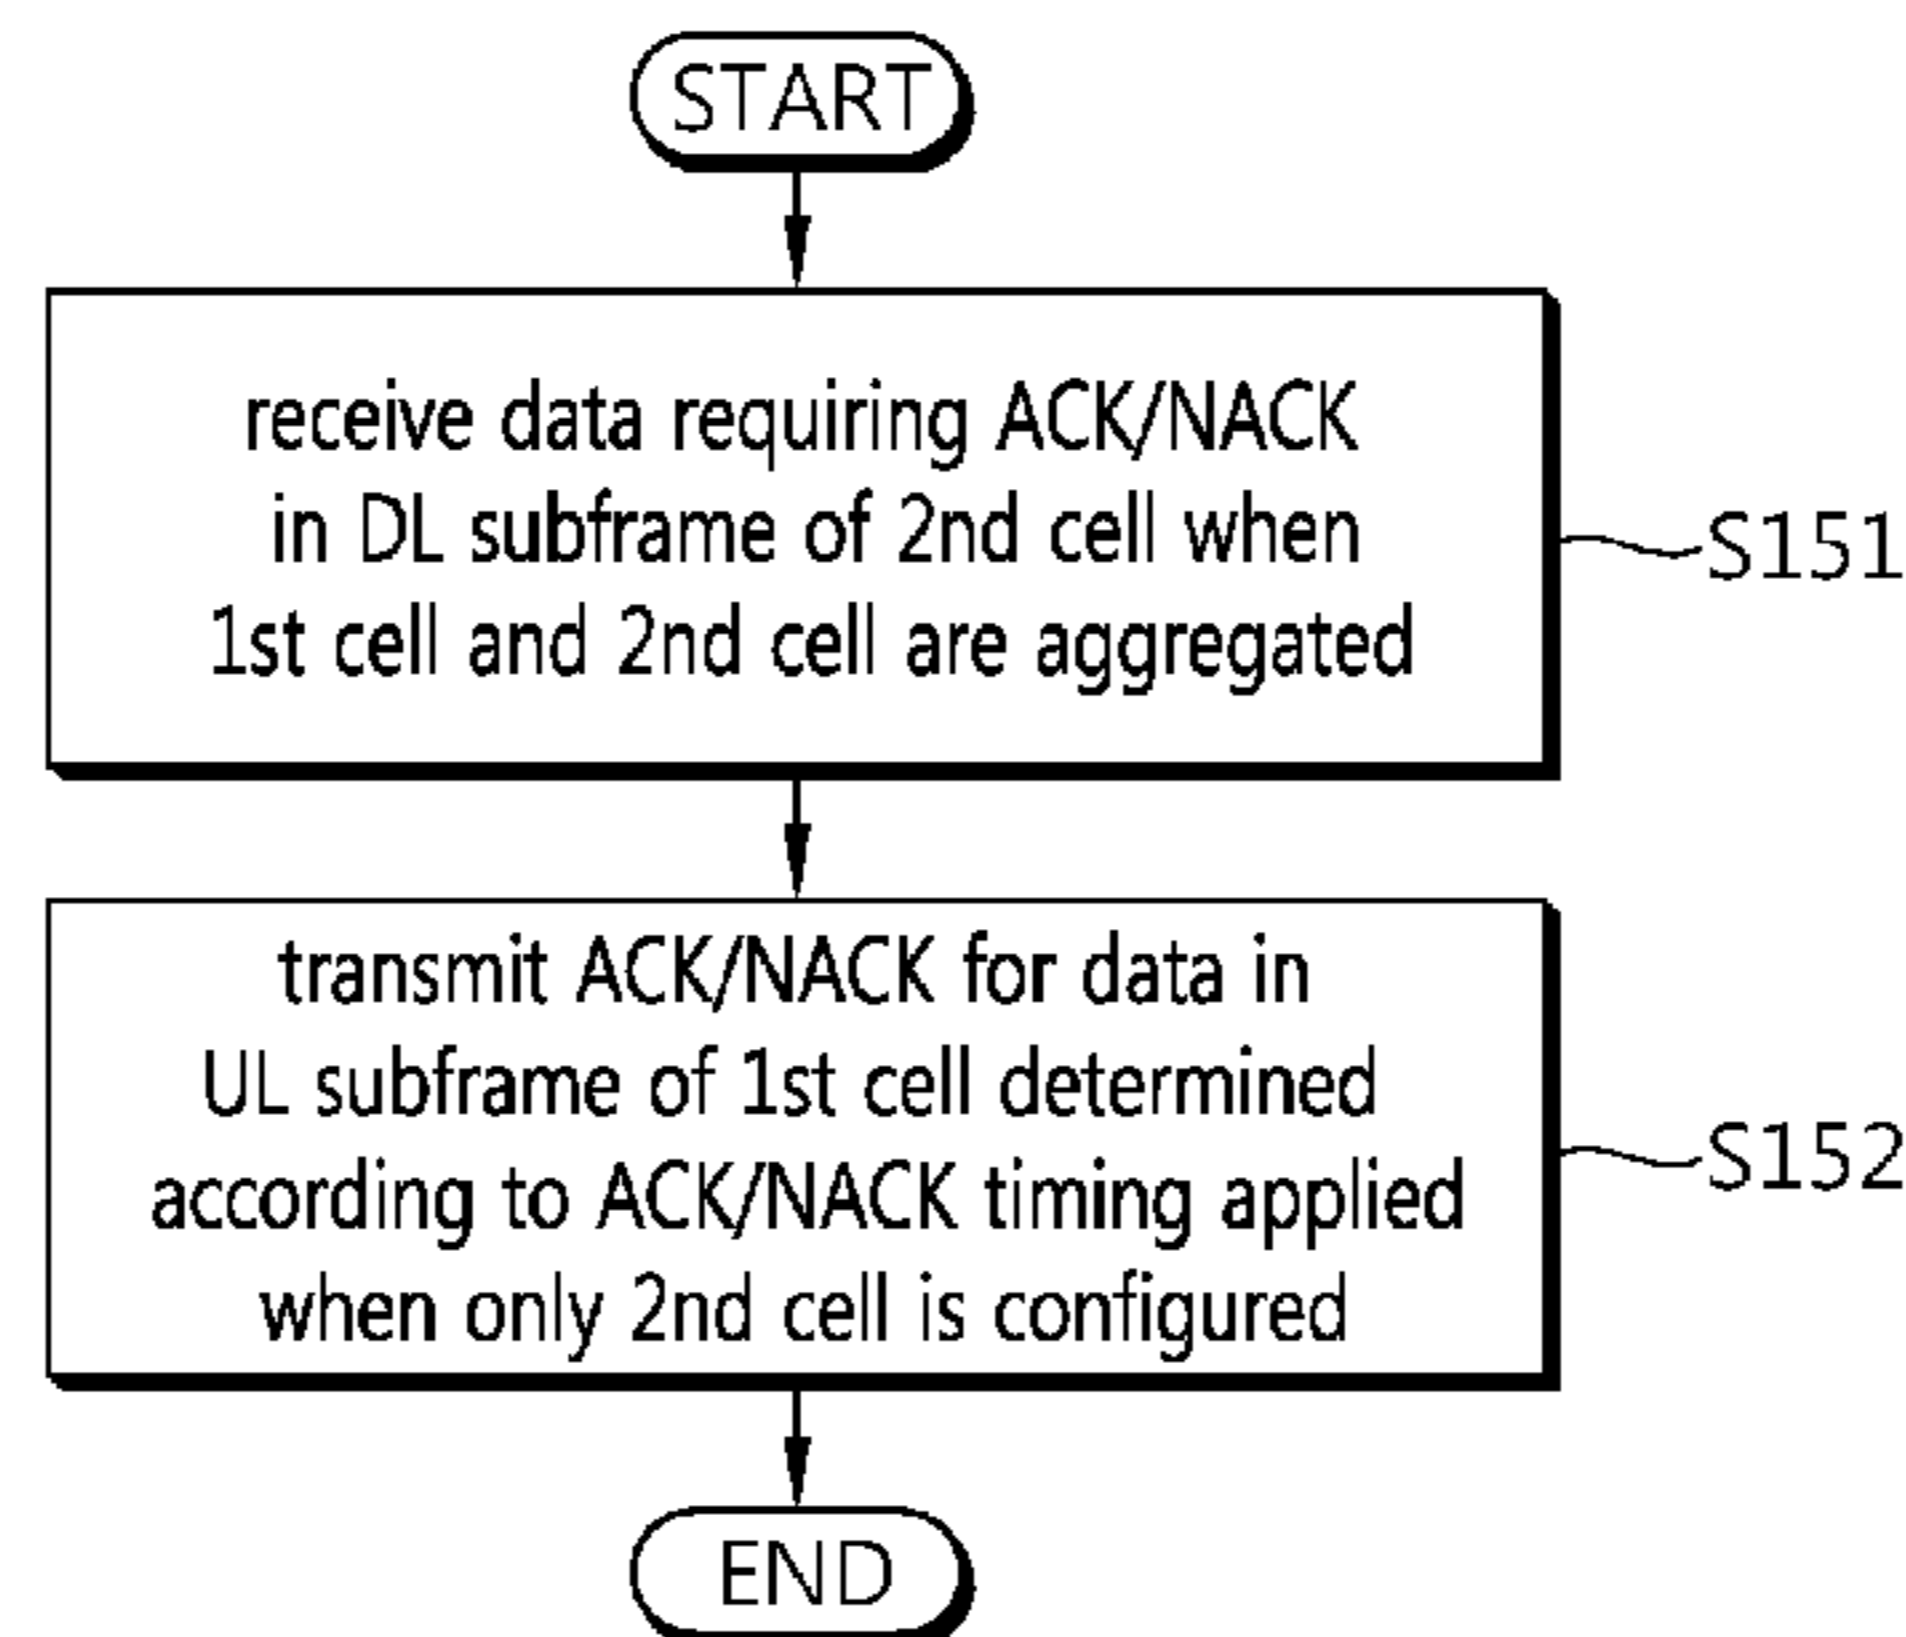 START
receive data requiring ACK/NACK
in DL subframe of 2nd cell when
1st cell and 2nd cell are aggregated
S151
transmit ACK/NACK for data in
UL subframe of 1st cell determined
according to ACK/NACK timing applied
when only 2nd cell is configured
S152
END